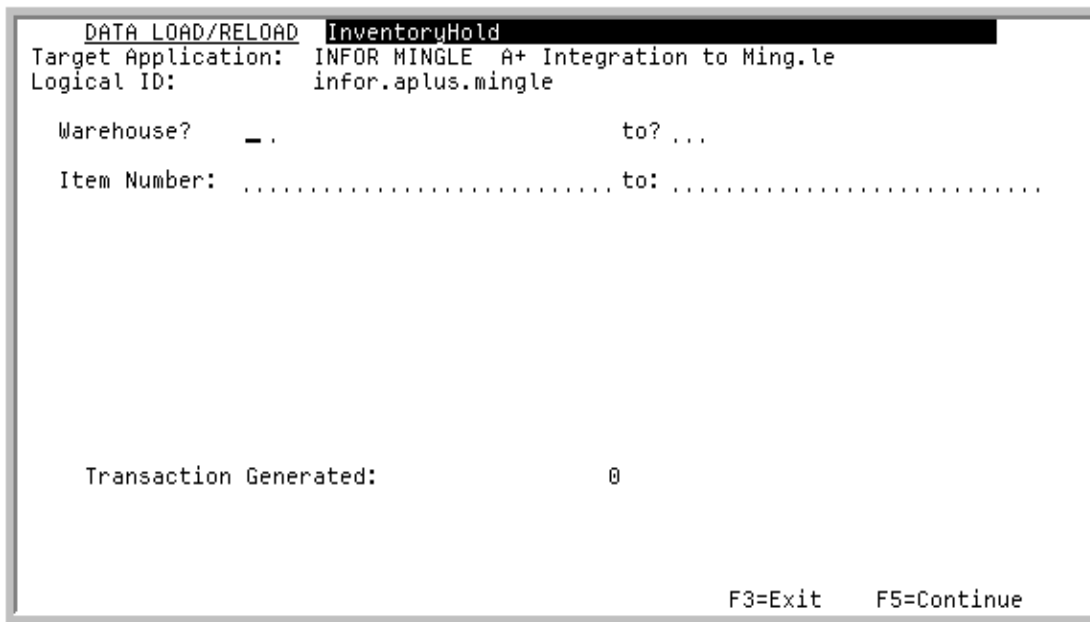 DATA LOAD/RELOAD InventoryHold
Target Application: INFOR MINGLE A+ Integration to Ming.le
Logical ID: infor.aplus.mingle
Warehouse? _ . to? ...
Item Number: ........................... to: ...........................
Transaction Generated: 0
F3=Exit F5=Continue